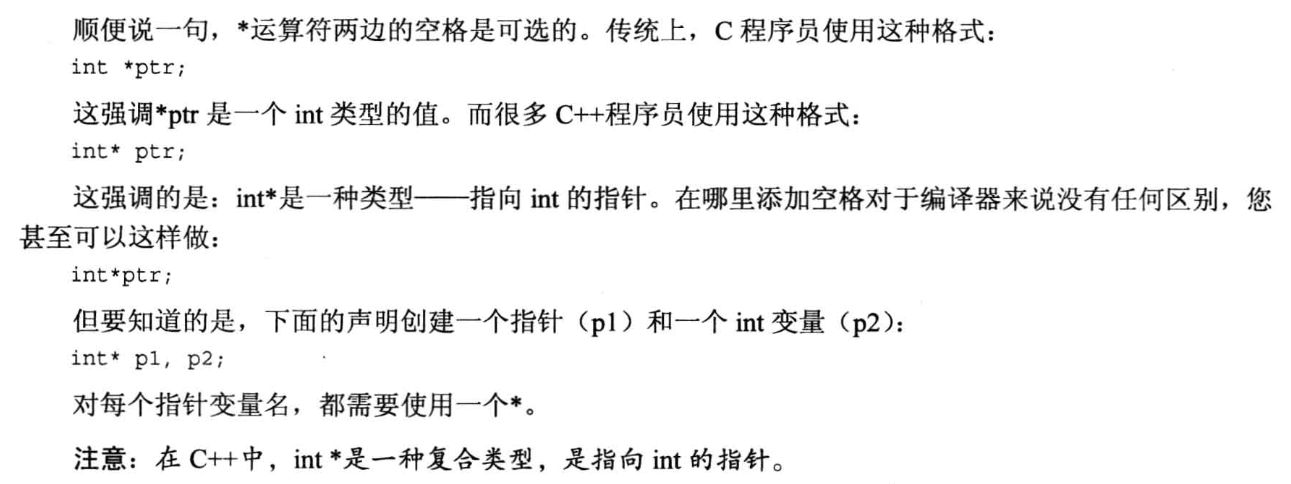 顺便说一句，*运算符两边的空格是可选的。传统上，C 程序员使用这种格式：
int *ptr;
这强调*ptr 是一个 int 类型的值。而很多 C++程序员使用这种格式：
int* ptr;
这强调的是：int*是一种类型——指向 int 的指针。在哪里添加空格对于编译器来说没有任何区别，您
甚至可以这样做：
int*ptr;
但要知道的是，下面的声明创建一个指针（p1）和一个 int 变量（p2）：
int* p1, p2;
对每个指针变量名，都需要使用一个*。
注意：在 C++中，int *是一种复合类型，是指向 int 的指针。